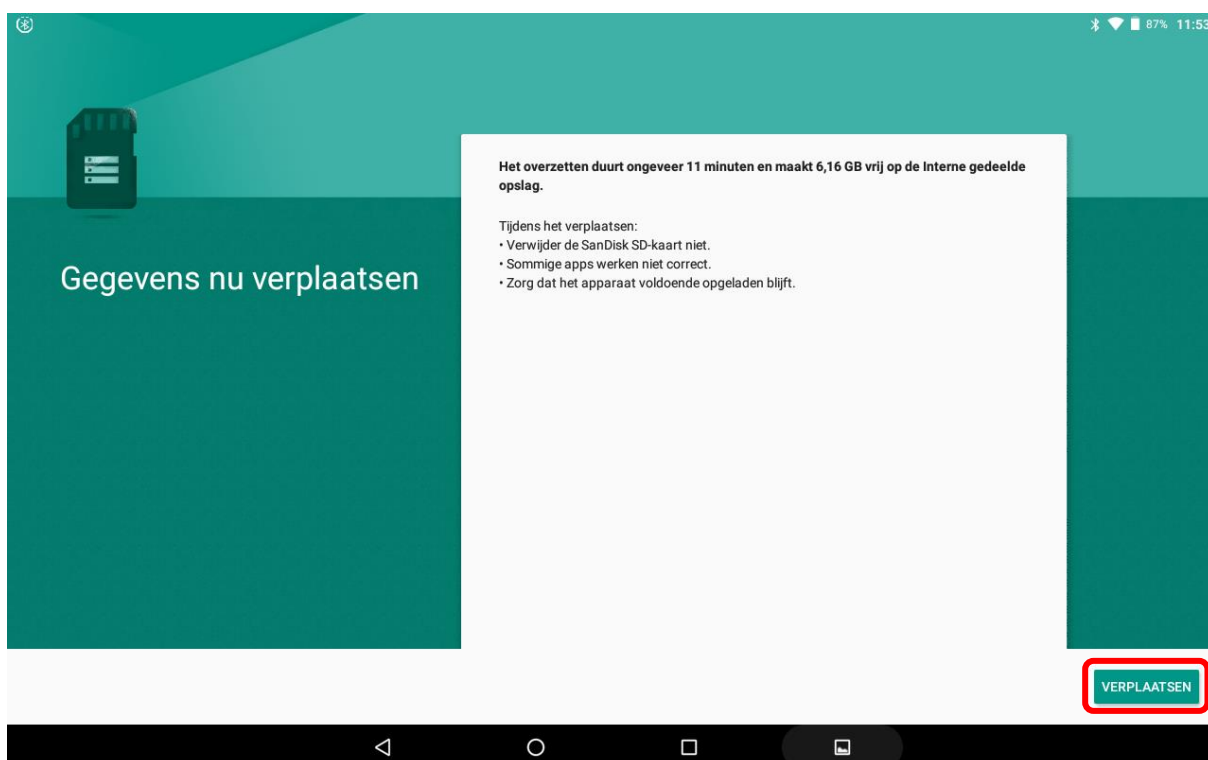 87% 11:53
Het overzetten duurt ongeveer 11 minuten en maakt 6,16 GB vrij op de Interne gedeelde
opslag.
Tijdens het verplaatsen:
• Verwijder de SanDisk SD-kaart niet.
• Sommige apps werken niet correct.
• Zorg dat het apparaat voldoende opgeladen blijft.
Gegevens nu verplaatsen
VERPLAATSEN